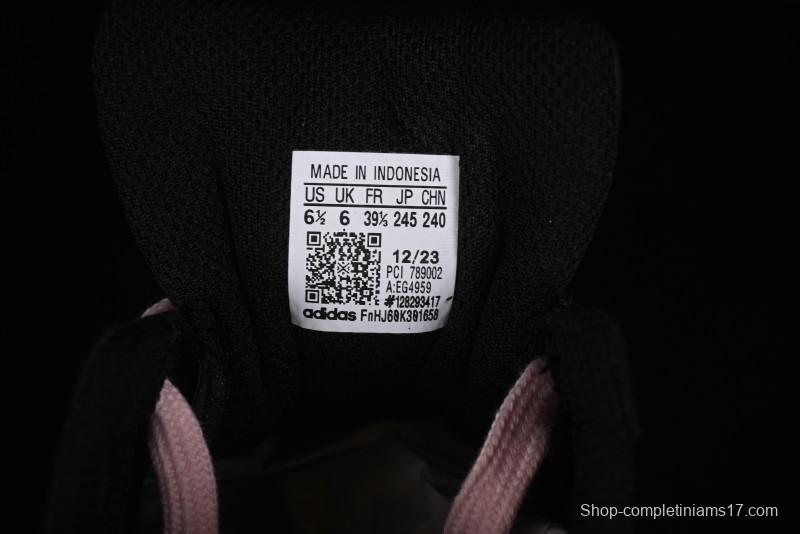 MADE IN INDONESIA
US UK FR JP CHN
6½ 6 39⅓ 245 240
12/23
PCI 789002
A:EG4959
#128293417
adidas FnHJ60K301658
Shop-completiniams17.com